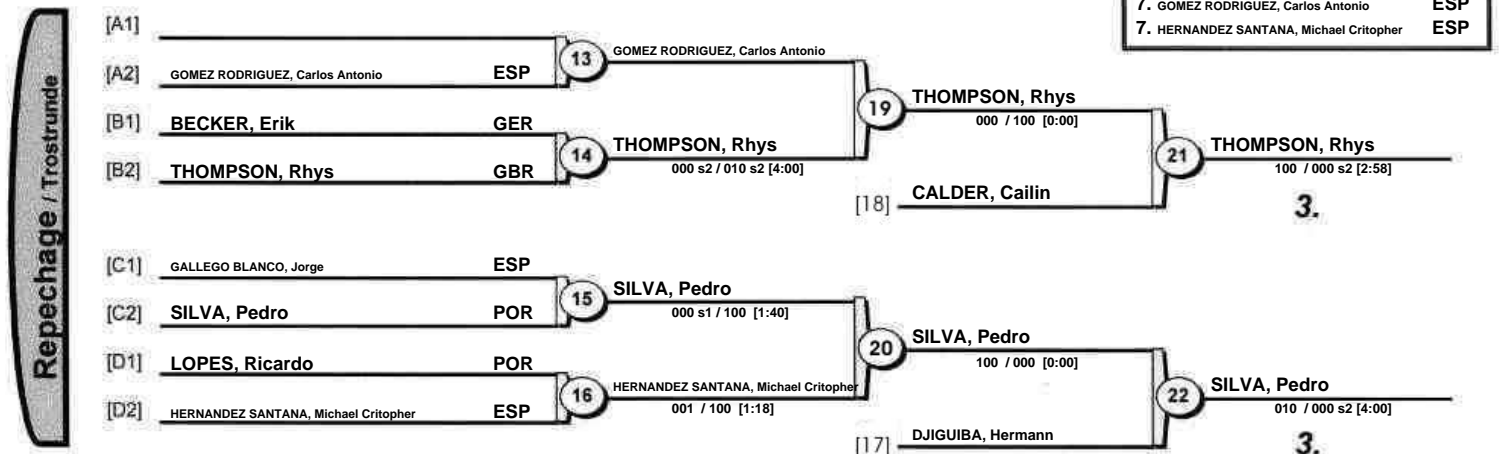 7. GOMEZ RODRIGUEZ, Carlos Antonio ESP
7. HERNANDEZ SANTANA, Michael Critopher ESP
Repechage / Trostrunde
[A1]
[A2] GOMEZ RODRIGUEZ, Carlos Antonio ESP
13
GOMEZ RODRIGUEZ, Carlos Antonio
[B1] BECKER, Erik GER
[B2] THOMPSON, Rhys GBR
14
THOMPSON, Rhys
000 s2 / 010 s2 [4:00]
19
THOMPSON, Rhys
000 / 100 [0:00]
[18] CALDER, Cailin
21
THOMPSON, Rhys
100 / 000 s2 [2:58]
3.
[C1] GALLEGO BLANCO, Jorge ESP
[C2] SILVA, Pedro POR
15
SILVA, Pedro
000 s1 / 100 [1:40]
[D1] LOPES, Ricardo POR
[D2] HERNANDEZ SANTANA, Michael Critopher ESP
16
HERNANDEZ SANTANA, Michael Critopher
001 / 100 [1:18]
20
SILVA, Pedro
100 / 000 [0:00]
[17] DJIGUIBA, Hermann
22
SILVA, Pedro
010 / 000 s2 [4:00]
3.